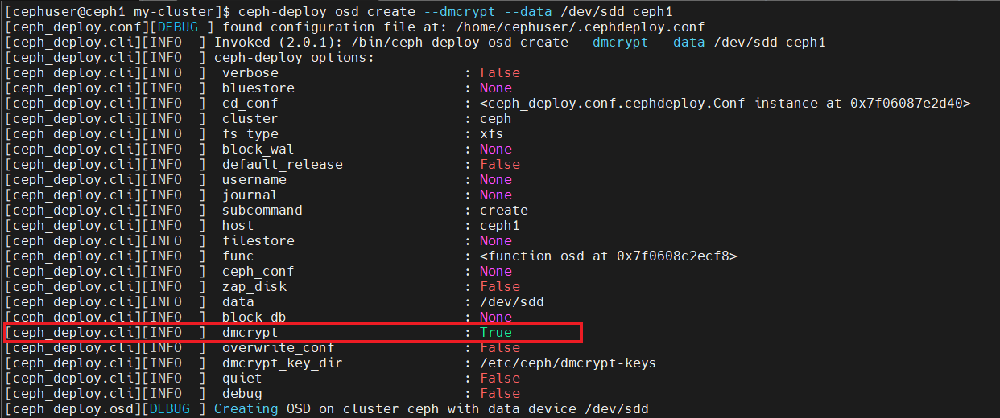 [cephuser@ceph1 my-cluster]$ ceph-deploy osd create --dmcrypt --data /dev/sdd ceph1
[ceph_deploy.conf][DEBUG ] found configuration file at: /home/cephuser/.cephdeploy.conf
[ceph_deploy.cli][INFO  ] Invoked (2.0.1): /bin/ceph-deploy osd create --dmcrypt --data /dev/sdd ceph1
[ceph_deploy.cli][INFO  ] ceph-deploy options:
[ceph_deploy.cli][INFO  ]  verbose                       : False
[ceph_deploy.cli][INFO  ]  bluestore                     : None
[ceph_deploy.cli][INFO  ]  cd_conf                       : <ceph_deploy.conf.cephdeploy.Conf instance at 0x7f06087e2d40>
[ceph_deploy.cli][INFO  ]  cluster                       : ceph
[ceph_deploy.cli][INFO  ]  fs_type                       : xfs
[ceph_deploy.cli][INFO  ]  block_wal                     : None
[ceph_deploy.cli][INFO  ]  default_release               : False
[ceph_deploy.cli][INFO  ]  username                      : None
[ceph_deploy.cli][INFO  ]  journal                       : None
[ceph_deploy.cli][INFO  ]  subcommand                    : create
[ceph_deploy.cli][INFO  ]  host                          : ceph1
[ceph_deploy.cli][INFO  ]  filestore                     : None
[ceph_deploy.cli][INFO  ]  func                          : <function osd at 0x7f0608c2ecf8>
[ceph_deploy.cli][INFO  ]  ceph_conf                     : None
[ceph_deploy.cli][INFO  ]  zap_disk                      : False
[ceph_deploy.cli][INFO  ]  data                          : /dev/sdd
[ceph_deploy.cli][INFO  ]  block_db                      : None
[ceph_deploy.cli][INFO  ]  dmcrypt                       : True
[ceph_deploy.cli][INFO  ]  overwrite_conf                : False
[ceph_deploy.cli][INFO  ]  dmcrypt_key_dir               : /etc/ceph/dmcrypt-keys
[ceph_deploy.cli][INFO  ]  quiet                         : False
[ceph_deploy.cli][INFO  ]  debug                         : False
[ceph_deploy.osd][DEBUG ] Creating OSD on cluster ceph with data device /dev/sdd